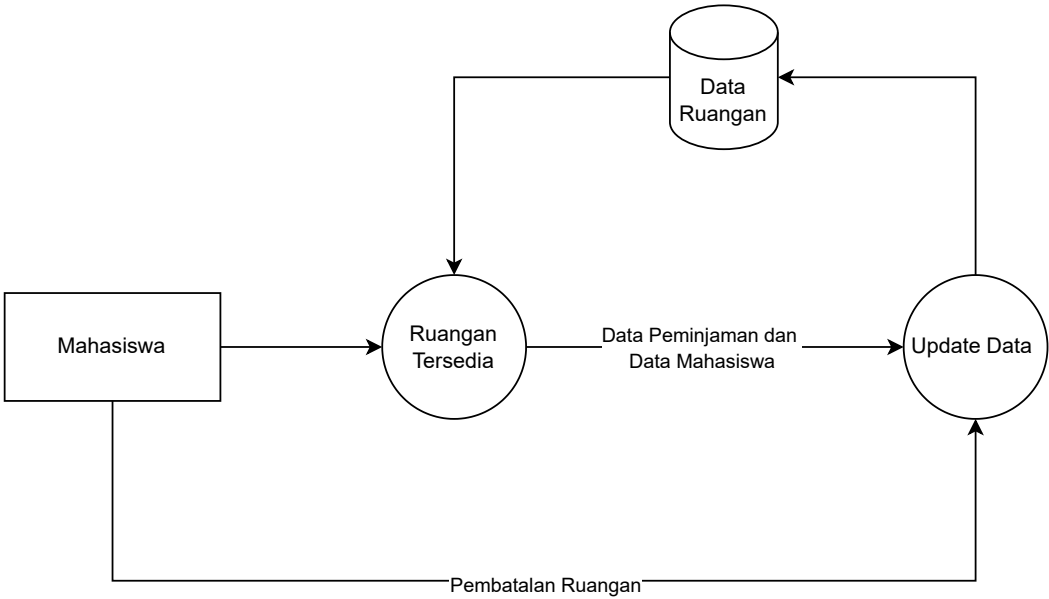 Data
Ruangan
Mahasiswa
Ruangan
Tersedia
Data Peminjaman dan
Data Mahasiswa
Update Data
Pembatalan Ruangan